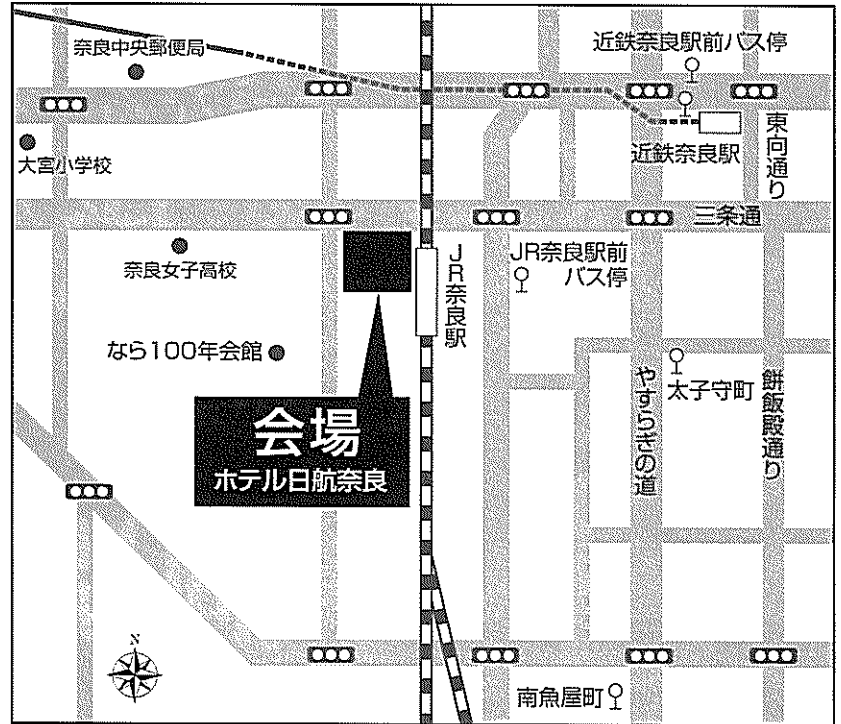 奈良中央郵便局
近鉄奈良駅前バス停
大宮小学校
近鉄奈良駅
東向通り
三条通
奈良女子高校
JR奈良駅
JR奈良駅前
バス停
なら100年会館
太子守町
やすらぎの道
餅飯殿通り
会場
ホテル日航奈良
N
南魚屋町